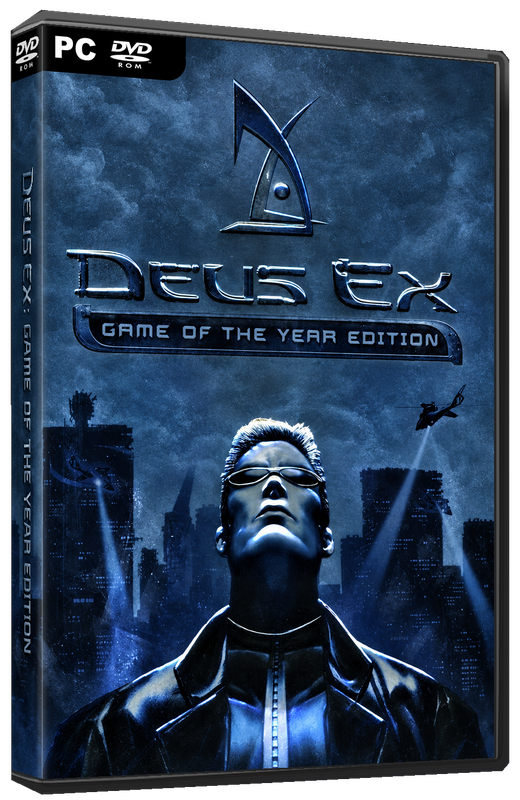 DVD
ROM
DEUS EX: GAME OF THE YEAR EDITION
PC DVD
ROM
DEUS EX
GAME OF THE YEAR EDITION